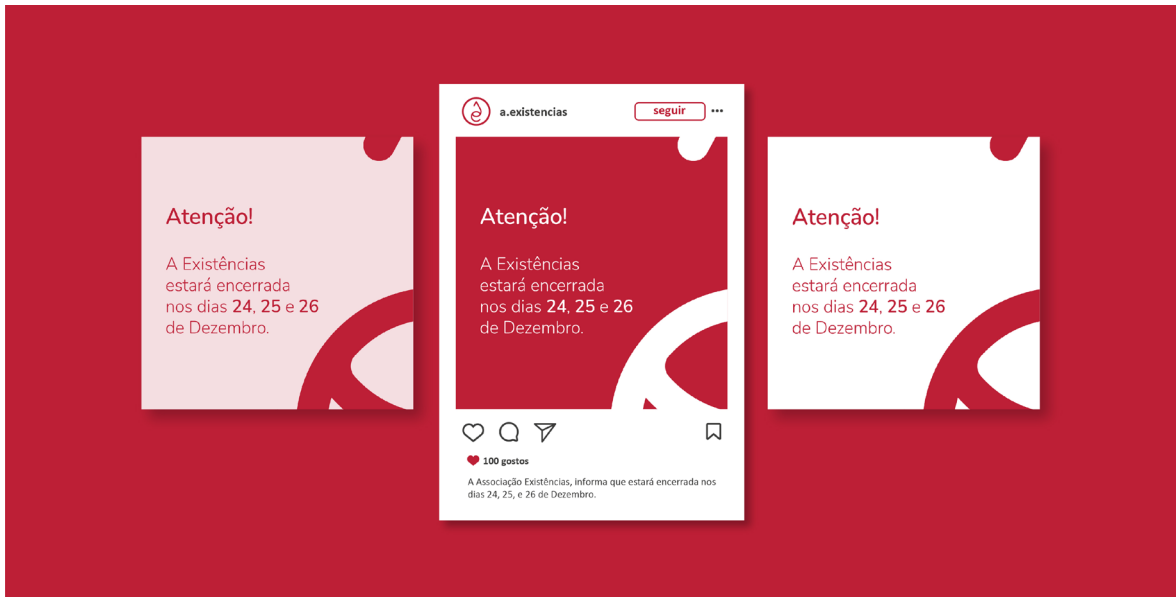 Atenção!
A Existências
estará encerrada
nos dias 24, 25 e 26
de Dezembro.
a.existencias
seguir
Atenção!
A Existências
estará encerrada
nos dias 24, 25 e 26
de Dezembro.
100 gostos
A Associação Existências, informa que estará encerrada nos
dias 24, 25, e 26 de Dezembro.
Atenção!
A Existências
estará encerrada
nos dias 24, 25 e 26
de Dezembro.